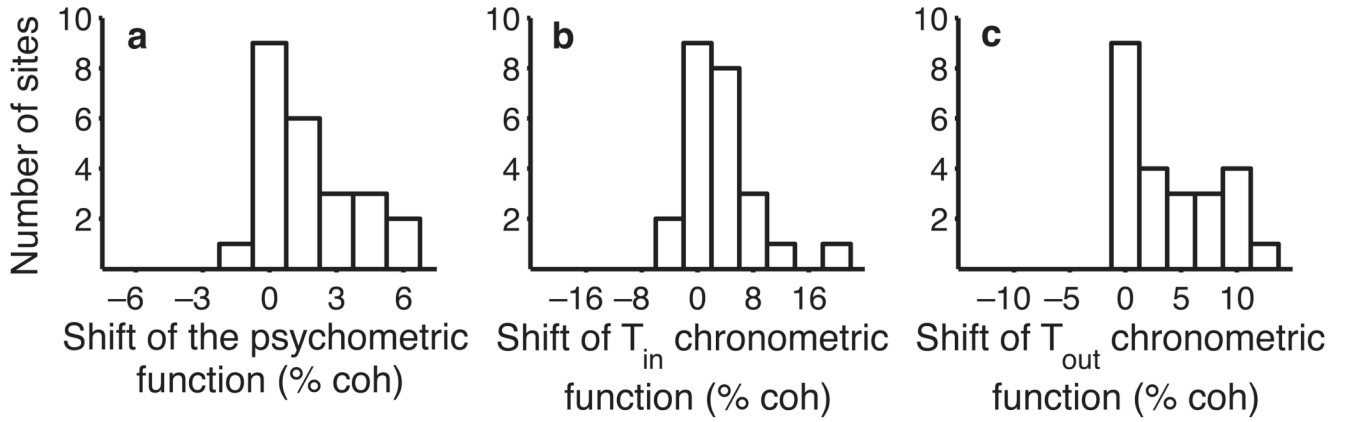 Number of sites
a
10
8
6
4
2
–6 –3 0 3 6
Shift of the psychometric
function (% coh)
b
10
8
6
4
2
–16 –8 0 8 16
Shift of Tin chronometric
function (% coh)
c
10
8
6
4
2
–10 –5 0 5 10
Shift of Tout chronometric
function (% coh)